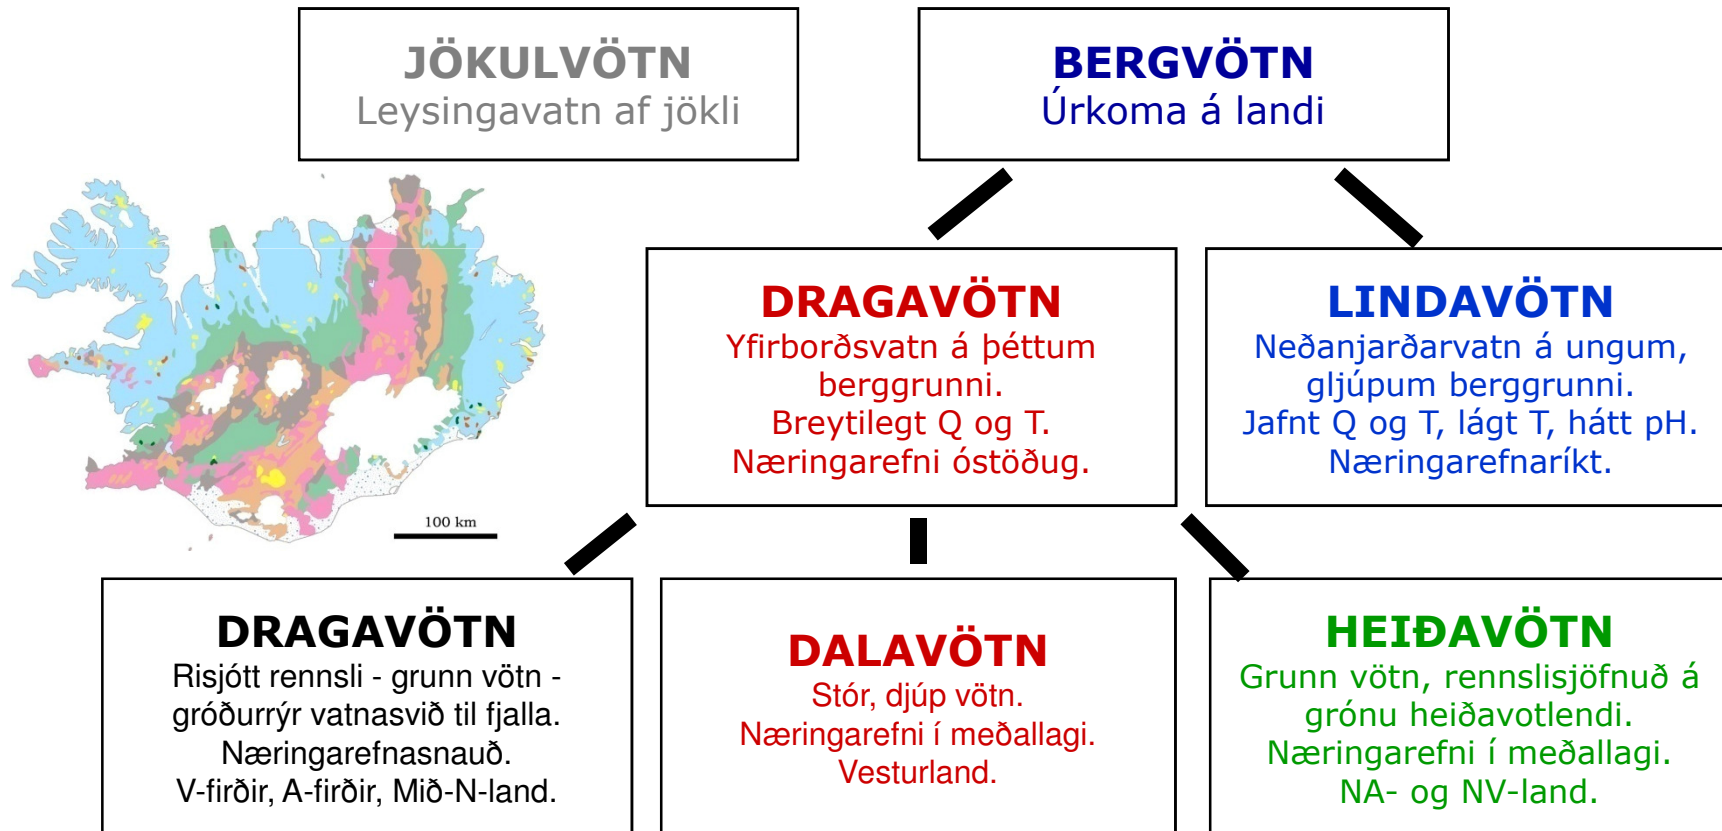 JÖKULVÖTN
Leysingavatn af jökli
BERGVÖTN
Úrkoma á landi
100 km
DRAGAVÖTN
Yfirborðsvatn á þéttum
berggrunni.
Breytilegt Q og T.
Næringarefni óstöðug.
LINDAVÖTN
Neðanjarðarvatn á ungum,
gljúpum berggrunni.
Jafnt Q og T, lágt T, hátt pH.
Næringarefnaríkt.
DRAGAVÖTN
Risjótt rennsli - grunn vötn -
gróðurrýr vatnasvið til fjalla.
Næringarefnasnauð.
V-firðir, A-firðir, Mið-N-land.
DALAVÖTN
Stór, djúp vötn.
Næringarefni í meðallagi.
Vesturland.
HEIÐAVÖTN
Grunn vötn, rennslisjöfnuð á
grónu heiðavotlendi.
Næringarefni í meðallagi.
NA- og NV-land.